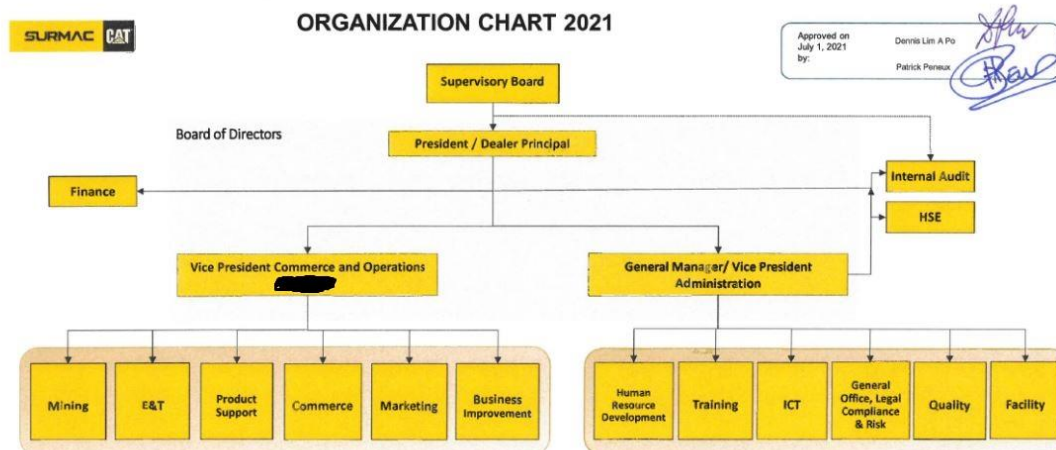 SURMAC CAT
ORGANIZATION CHART 2021
Approved on
July 1, 2021
by:
Dennis Lim A Po
Patrick Peneux
Supervisory Board
Board of Directors
President / Dealer Principal
Finance
Internal Audit
HSE
Vice President Commerce and Operations
General Manager/ Vice President
Administration
Mining
E&T
Product
Support
Commerce
Marketing
Business
Improvement
Human
Resource
Development
Training
ICT
General
Office, Legal
Compliance
& Risk
Quality
Facility